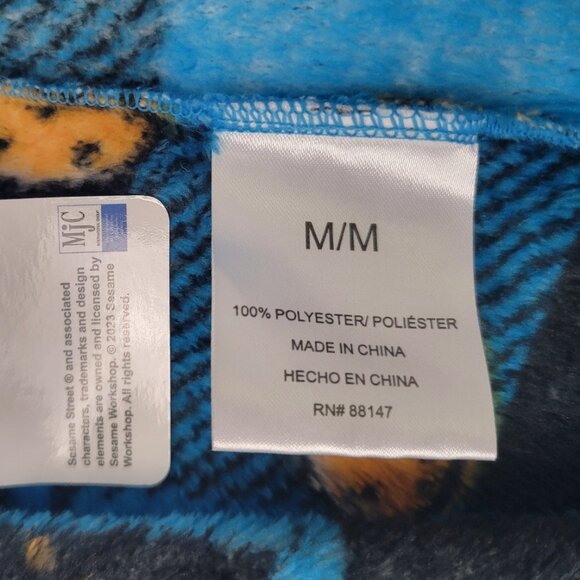 MJC
Sesame Street ® and associated
characters, trademarks and design
elements are owned and licensed by
Sesame Workshop. © 2023 Sesame
Workshop. All rights reserved.
M/M
100% POLYESTER/ POLIÉSTER
MADE IN CHINA
HECHO EN CHINA
RN# 88147